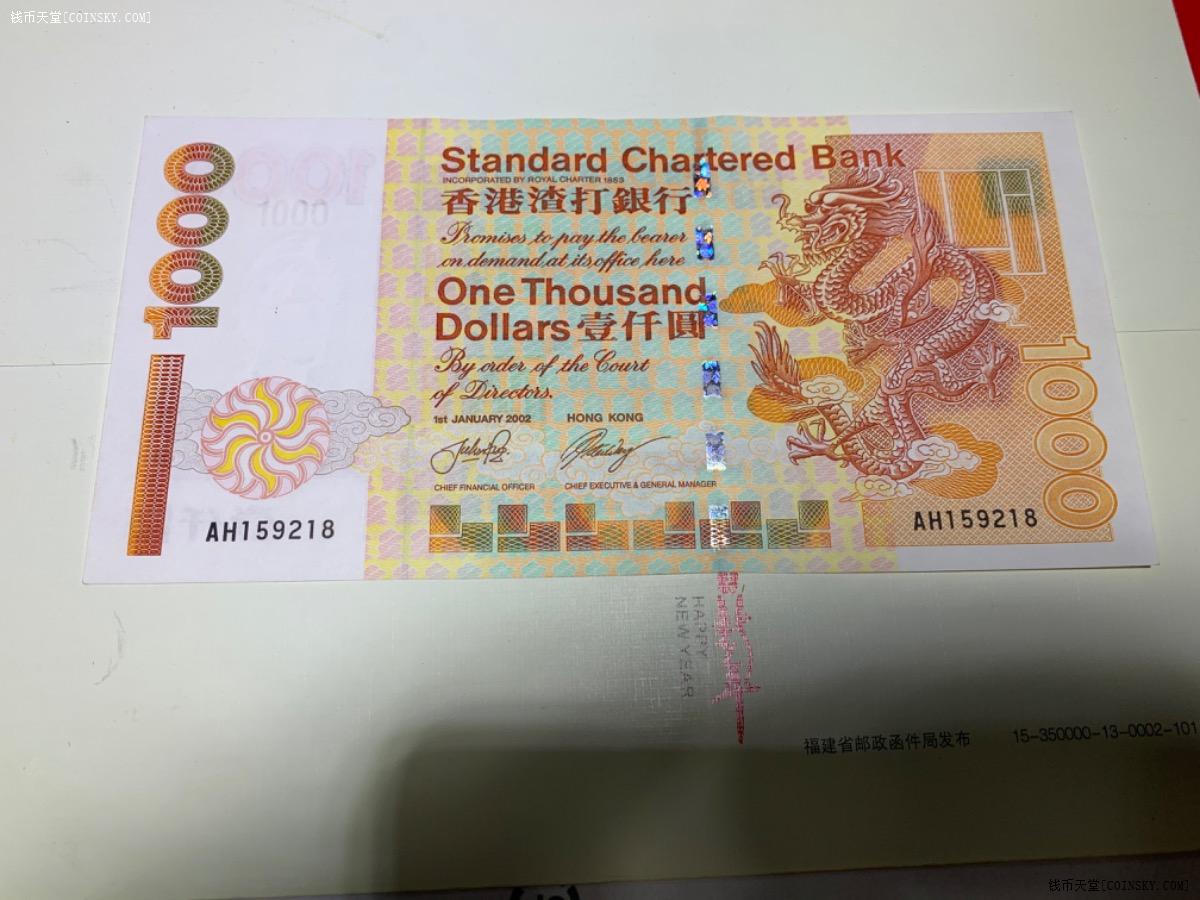 钱币天堂[COINSKY.COM]
1000
Standard Chartered Bank
INCORPORATED BY ROYAL CHARTER 1853
香港渣打銀行
Promises to pay the bearer
on demand at its office here
One Thousand
Dollars 壹仟圓
By order of the Court
of Directors.
1st JANUARY 2002 HONG KONG
CHIEF FINANCIAL OFFICER CHIEF EXECUTIVE & GENERAL MANAGER
AH159218
AH159218
1000
1000
HAPPY
NEW YEAR
福建省邮政函件局发布 15-350000-13-0002-101
钱币天堂[COINSKY.COM]